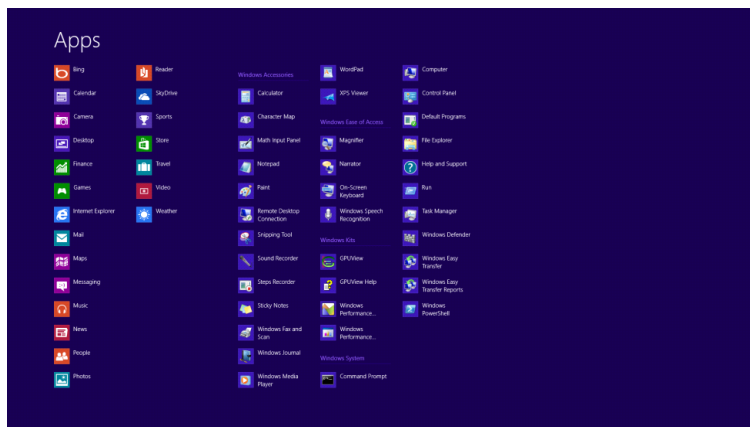 Apps
Bing
Calendar
Camera
Desktop
Finance
Games
Internet Explorer
Mail
Maps
Messaging
Music
News
People
Photos
Reader
SkyDrive
Sports
Store
Travel
Video
Weather
Windows Accessories
Calculator
Character Map
Math Input Panel
Notepad
Paint
Remote Desktop
Connection
Snipping Tool
Sound Recorder
Steps Recorder
Sticky Notes
Windows Fax and
Scan
Windows Journal
Windows Media
Player
WordPad
XPS Viewer
Windows Ease of Access
Magnifier
Narrator
On-Screen
Keyboard
Windows Speech
Recognition
Windows Kits
GPUView
GPUView Help
Windows
Performance...
Windows
Performance...
Windows System
Command Prompt
Computer
Control Panel
Default Programs
File Explorer
Help and Support
Run
Task Manager
Windows Defender
Windows Easy
Transfer
Windows Easy
Transfer Reports
Windows
PowerShell